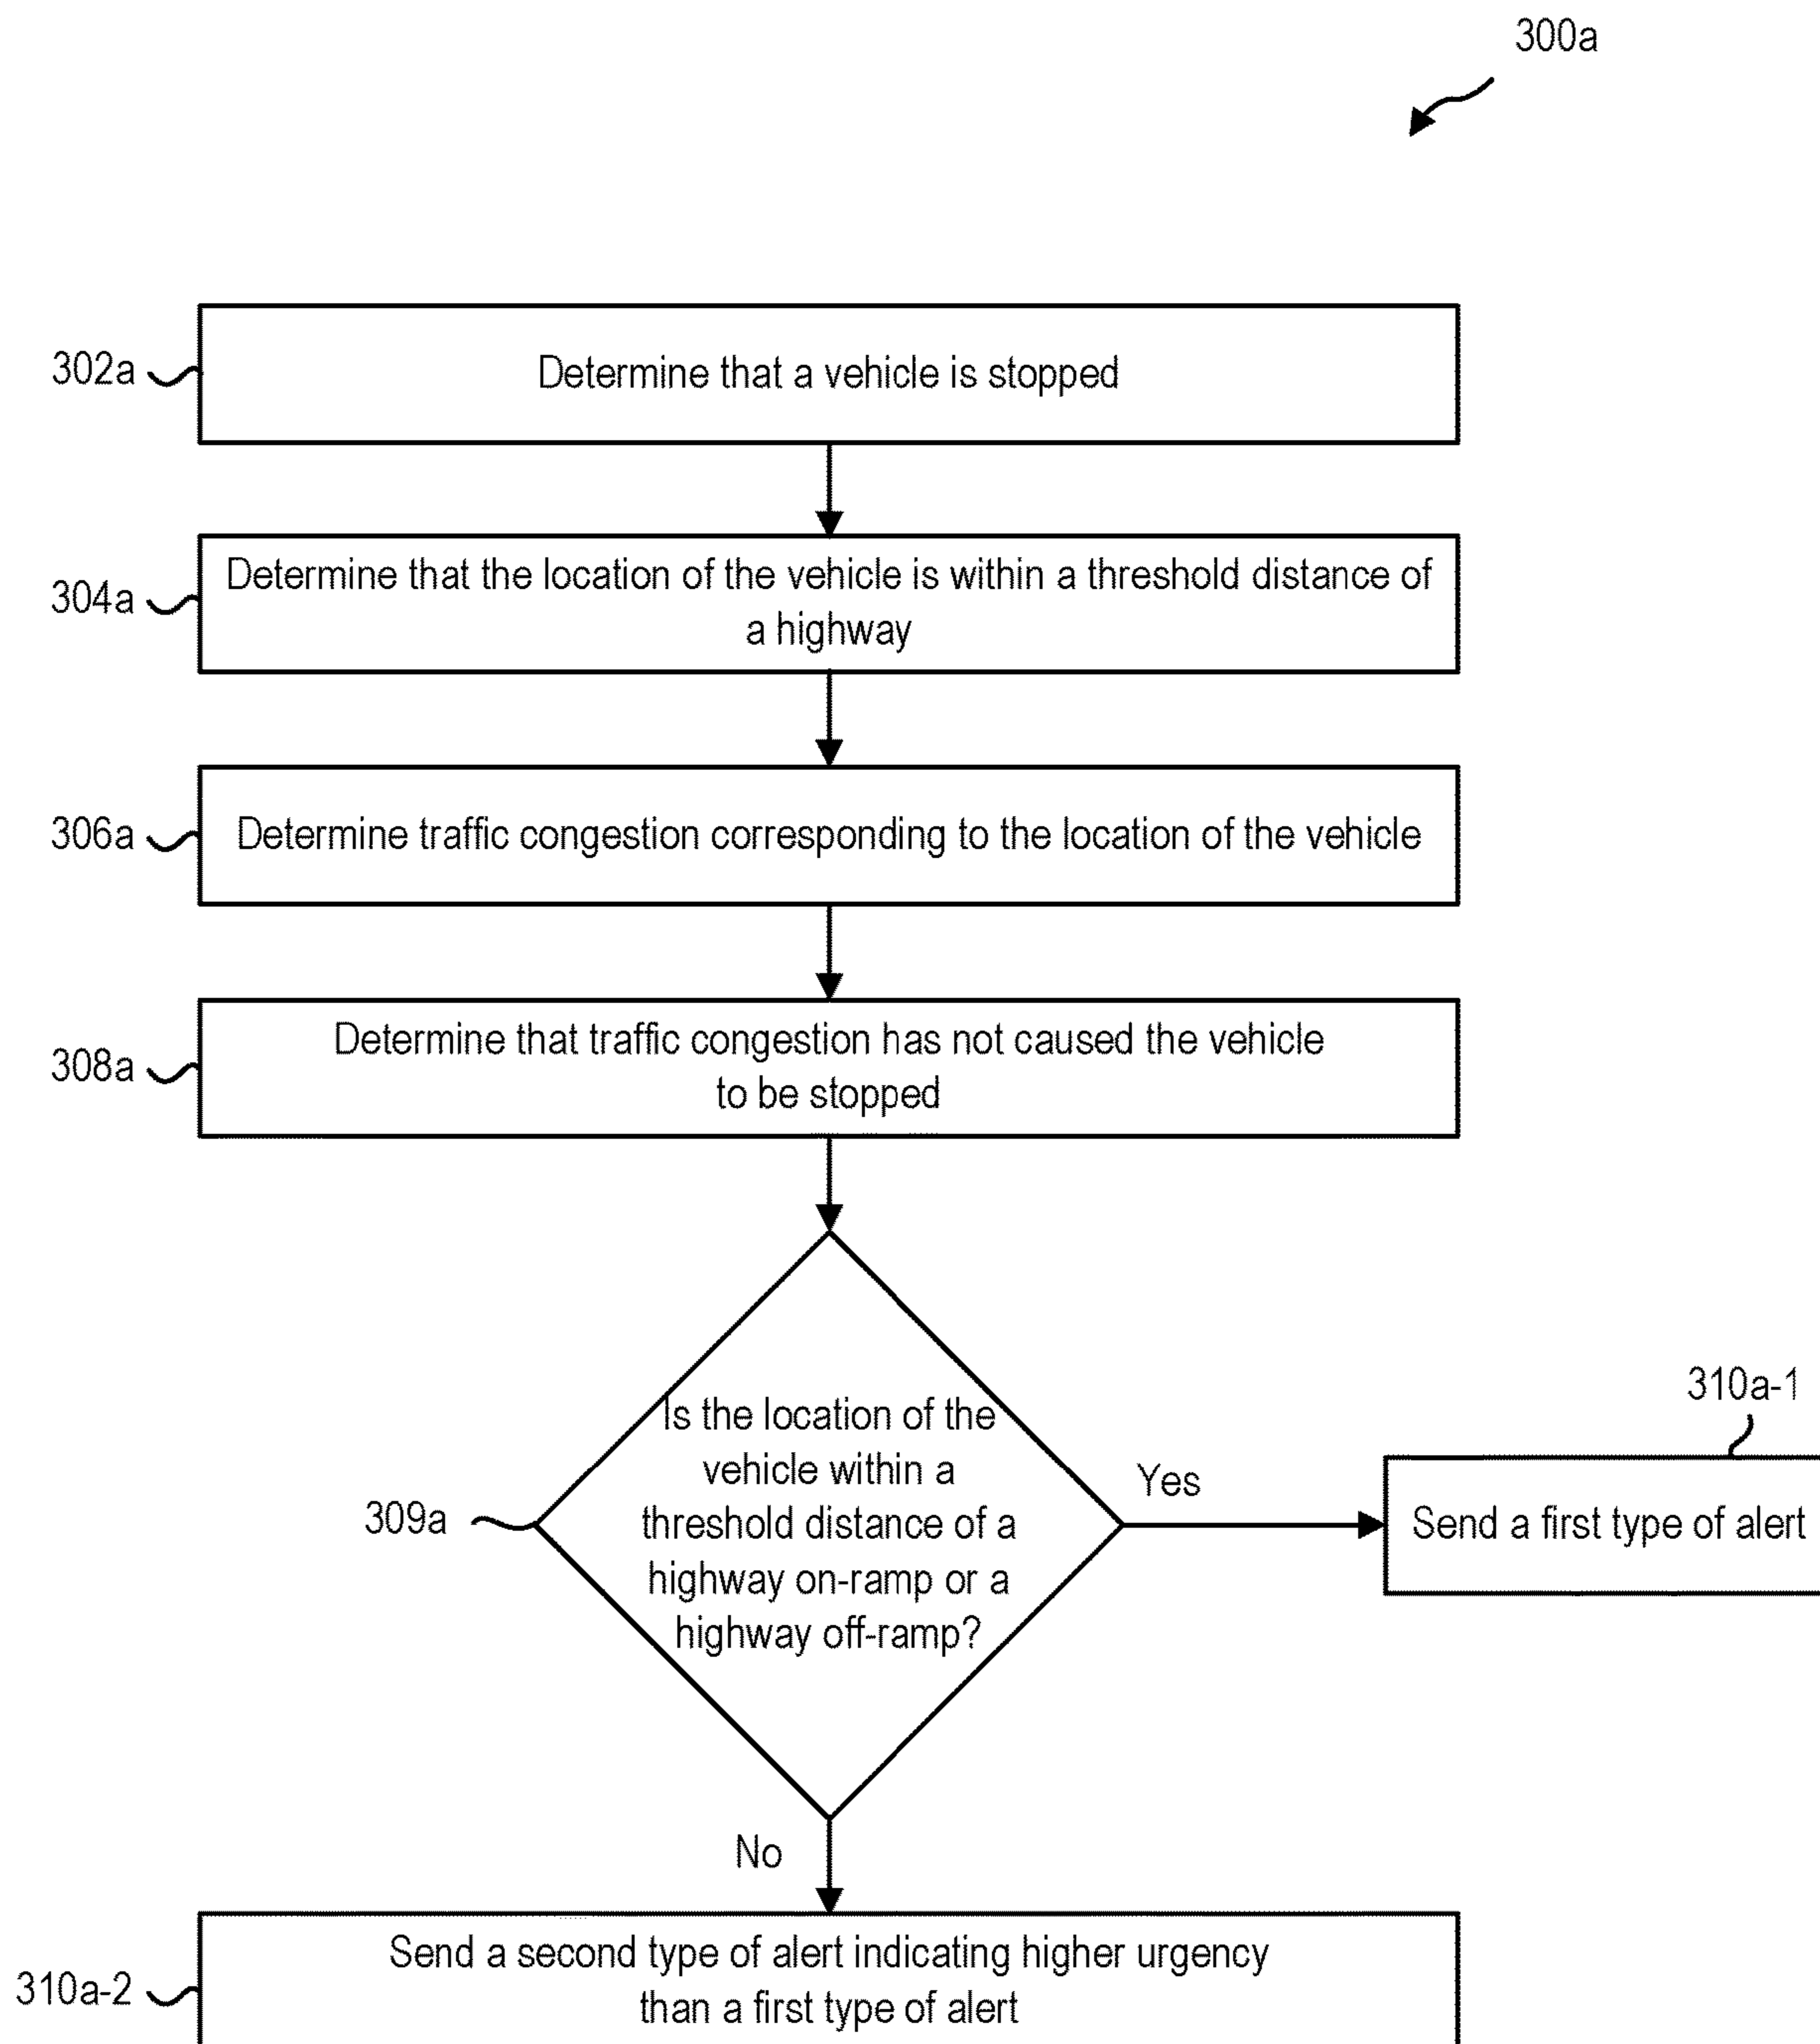 300a
302a
Determine that a vehicle is stopped
304a
Determine that the location of the vehicle is within a threshold distance of
a highway
306a
Determine traffic congestion corresponding to the location of the vehicle
308a
Determine that traffic congestion has not caused the vehicle
to be stopped
309a
Is the location of the
vehicle within a
threshold distance of a
highway on-ramp or a
highway off-ramp?
Yes
310a-1
Send a first type of alert
No
310a-2
Send a second type of alert indicating higher urgency
than a first type of alert